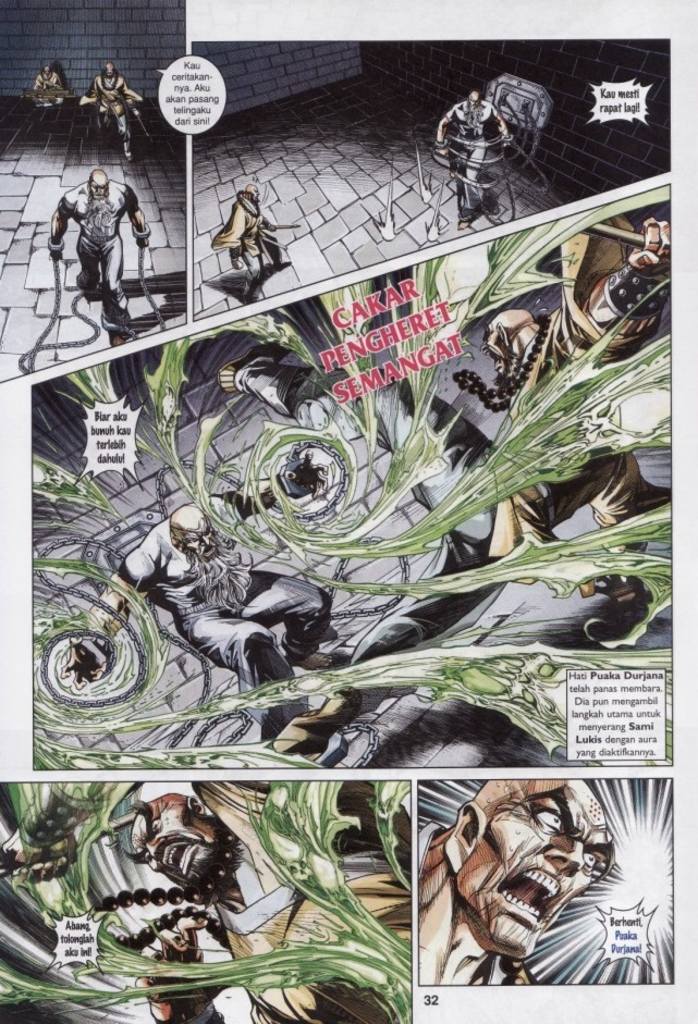 Kau
ceritakan-
nya. Aku
akan pasang
telingaku
dari sini!
Kau mesti
rapat lagi!
CAKAR
PENGHERET
SEMANGAT
Biar aku
bunuh kau
terlebih
dahulu!
Hati Puaka Durjana
telah panas membara.
Dia pun mengambil
langkah utama untuk
menyerang Sami
Lukis dengan aura
yang diaktifkannya.
Abang,
tolonglah
aku ini!
Berhenti,
Puaka
Durjana!
32